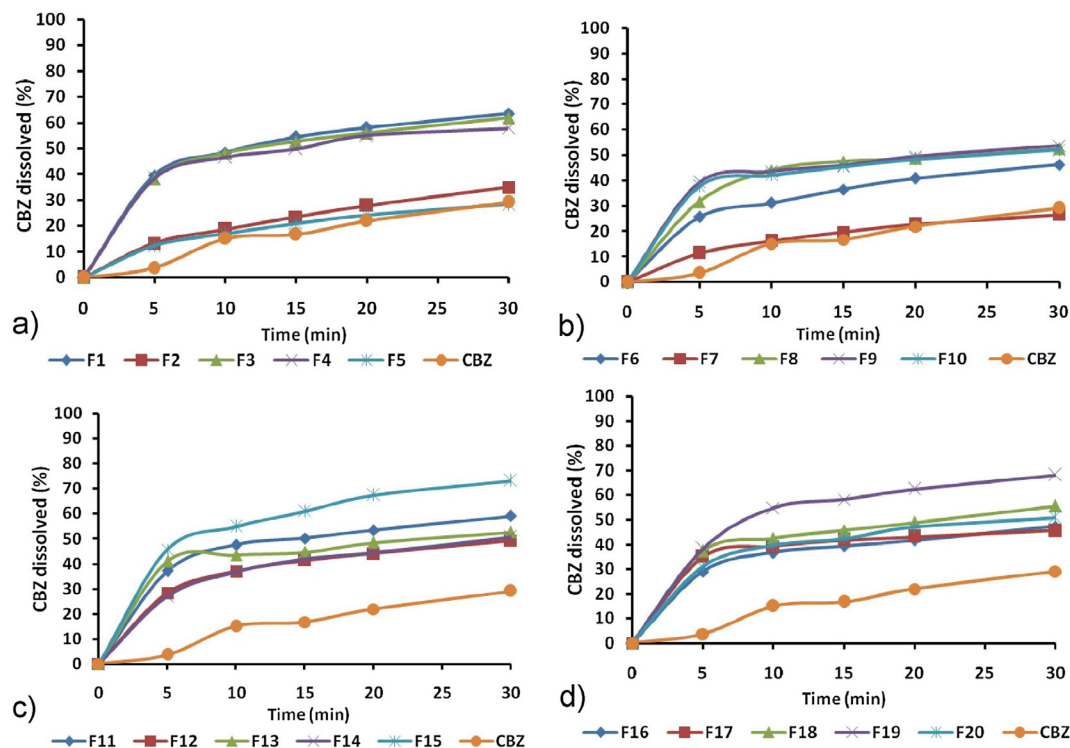 CBZ dissolved (%)
100
90
80
70
60
50
40
30
20
10
0
0 5 10 15 20 25 30
Time (min)
a)
F1 F2 F3 F4 F5 CBZ
CBZ dissolved (%)
100
90
80
70
60
50
40
30
20
10
0
0 5 10 15 20 25 30
Time (min)
b)
F6 F7 F8 F9 F10 CBZ
CBZ dissolved (%)
100
90
80
70
60
50
40
30
20
10
0
0 5 10 15 20 25 30
Time (min)
c)
F11 F12 F13 F14 F15 CBZ
CBZ dissolved (%)
100
90
80
70
60
50
40
30
20
10
0
0 5 10 15 20 25 30
Time (min)
d)
F16 F17 F18 F19 F20 CBZ